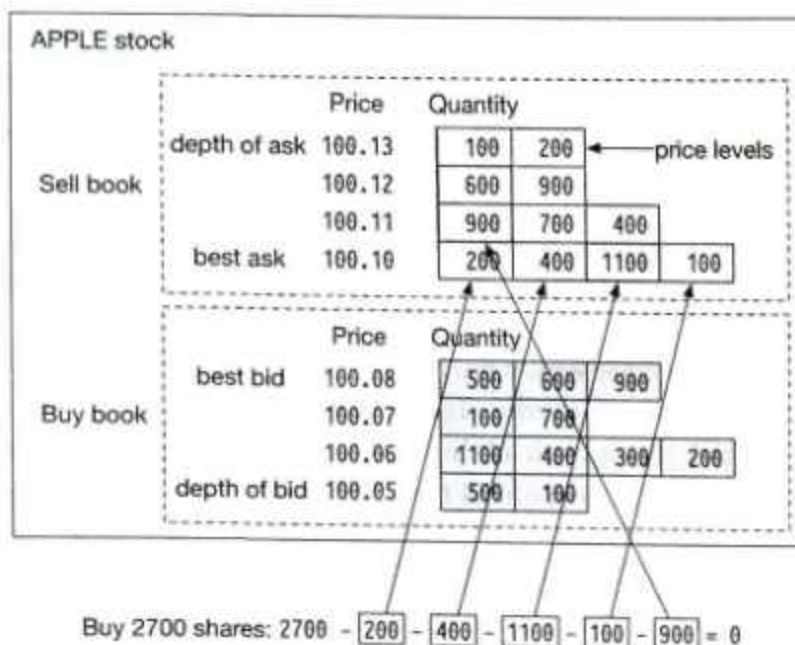 APPLE stock
Price Quantity
depth of ask 100.13 100 200 price levels
Sell book 100.12 600 900
100.11 900 700 400
best ask 100.10 200 400 1100 100
Price Quantity
best bid 100.08 500 600 900
Buy book 100.07 100 700
100.06 1100 400 300 200
depth of bid 100.05 500 100
Buy 2700 shares: 2700 - 200 - 400 - 1100 - 100 - 900 = 0